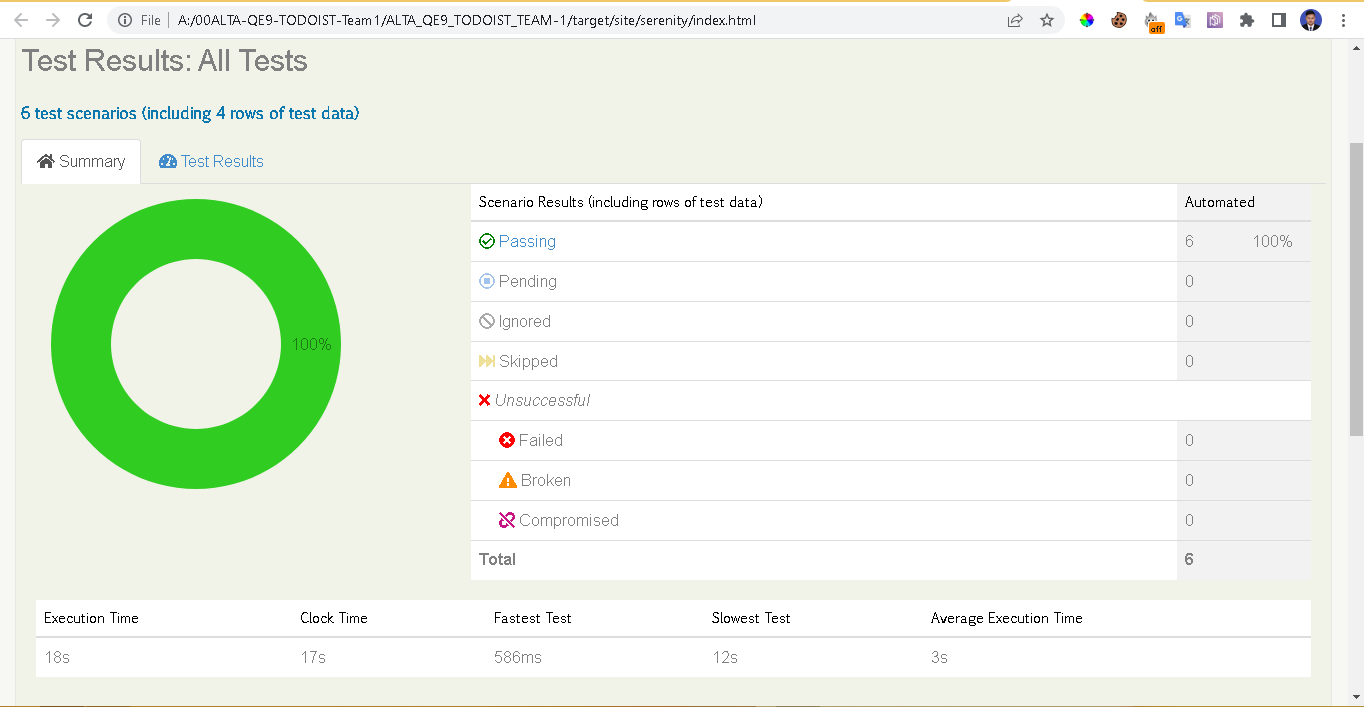 File A:/00ALTA-QE9-TODOIST-Team1/ALTA_QE9_TODOIST_TEAM-1/target/site/serenity/index.html
off
Test Results: All Tests
6 test scenarios (including 4 rows of test data)
Summary Test Results
100%
Scenario Results (including rows of test data) Automated
Passing 6 100%
Pending 0
Ignored 0
Skipped 0
Unsuccessful
Failed 0
Broken 0
Compromised 0
Total 6
Execution Time Clock Time Fastest Test Slowest Test Average Execution Time
18s 17s 586ms 12s 3s